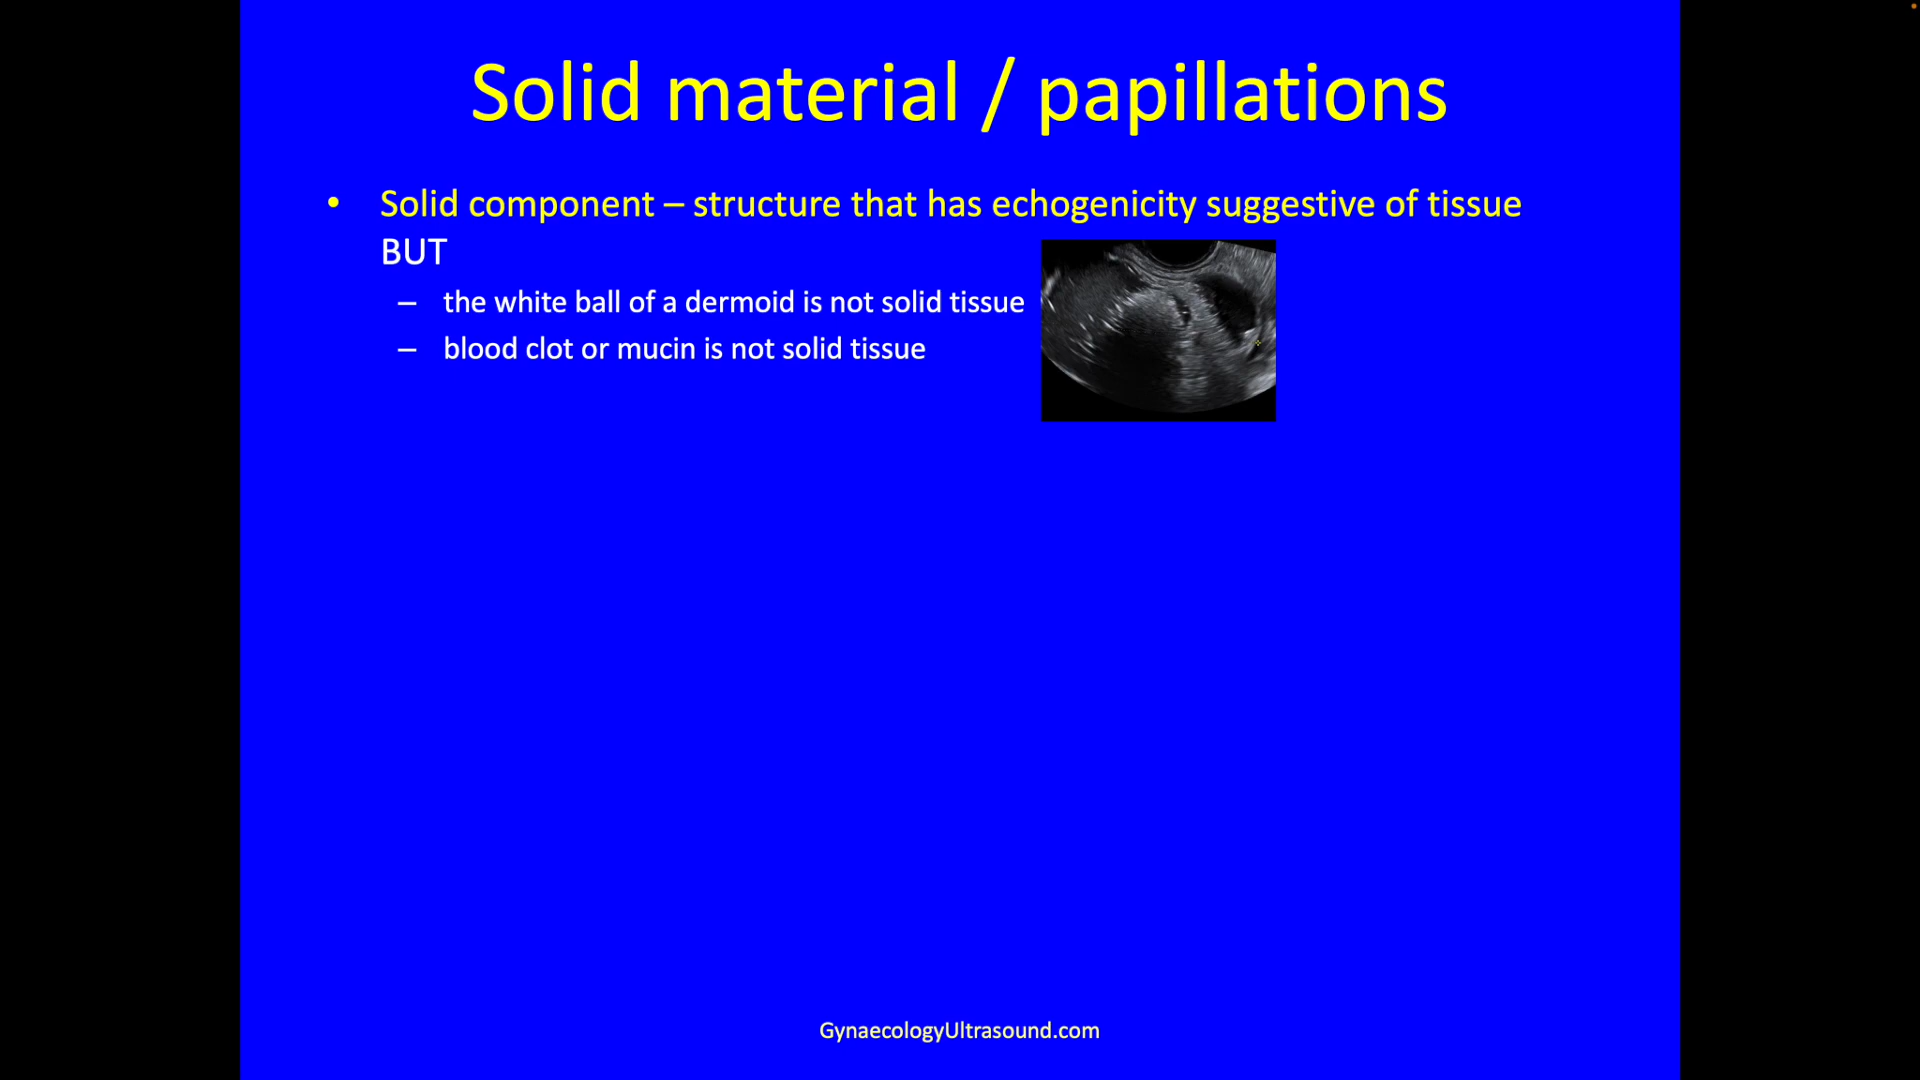 Solid material / papillations
• Solid component – structure that has echogenicity suggestive of tissue
BUT
– the white ball of a dermoid is not solid tissue
– blood clot or mucin is not solid tissue
GynaecologyUltrasound.com